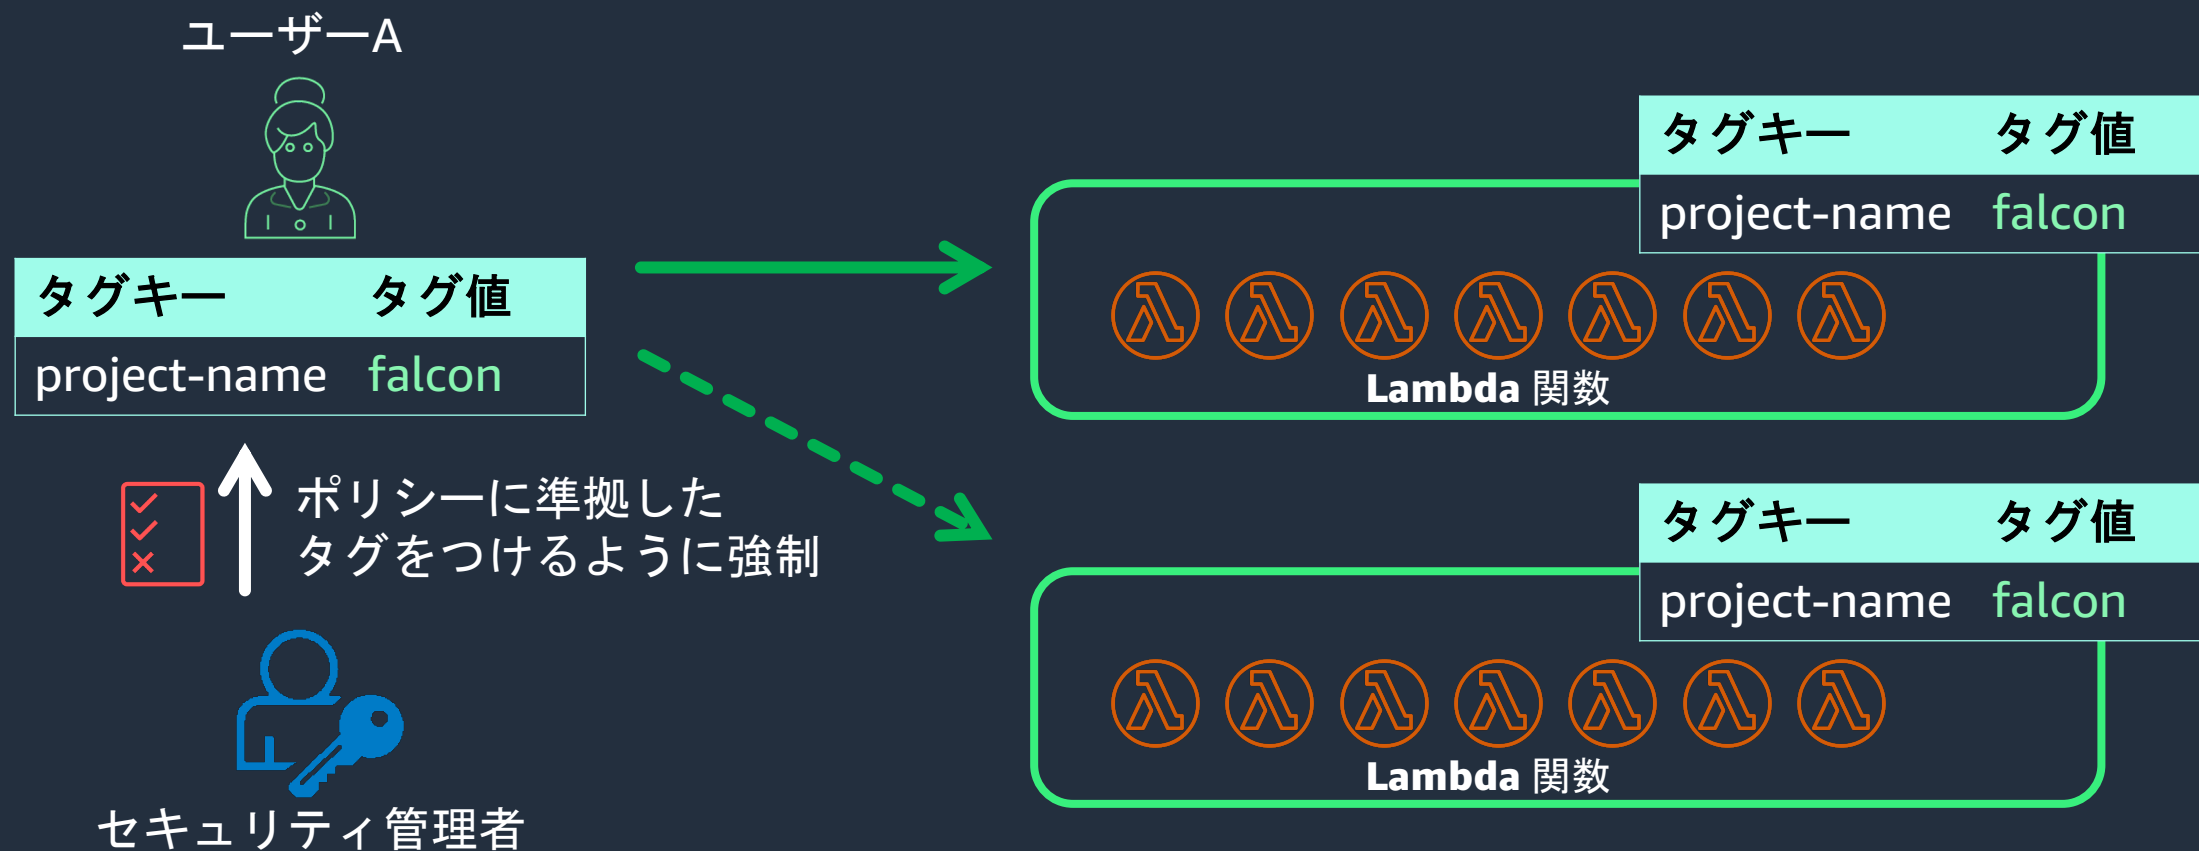 ユーザーA
タグキー タグ値
project-name falcon
ポリシーに準拠した
タグをつけるように強制
セキュリティ管理者
タグキー タグ値
project-name falcon
Lambda 関数
タグキー タグ値
project-name falcon
Lambda 関数